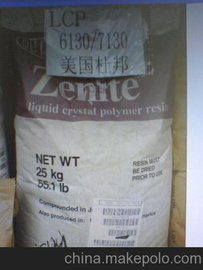 LCP
6130/7130
美国杜邦
Zenite
liquid crystal polymer resin
NET WT
25 kg
55.1 lb
RESIN MUST
BE DRIED
PRIOR TO USE
Compounded in J
Also produced in:
america
china.makepolo.com